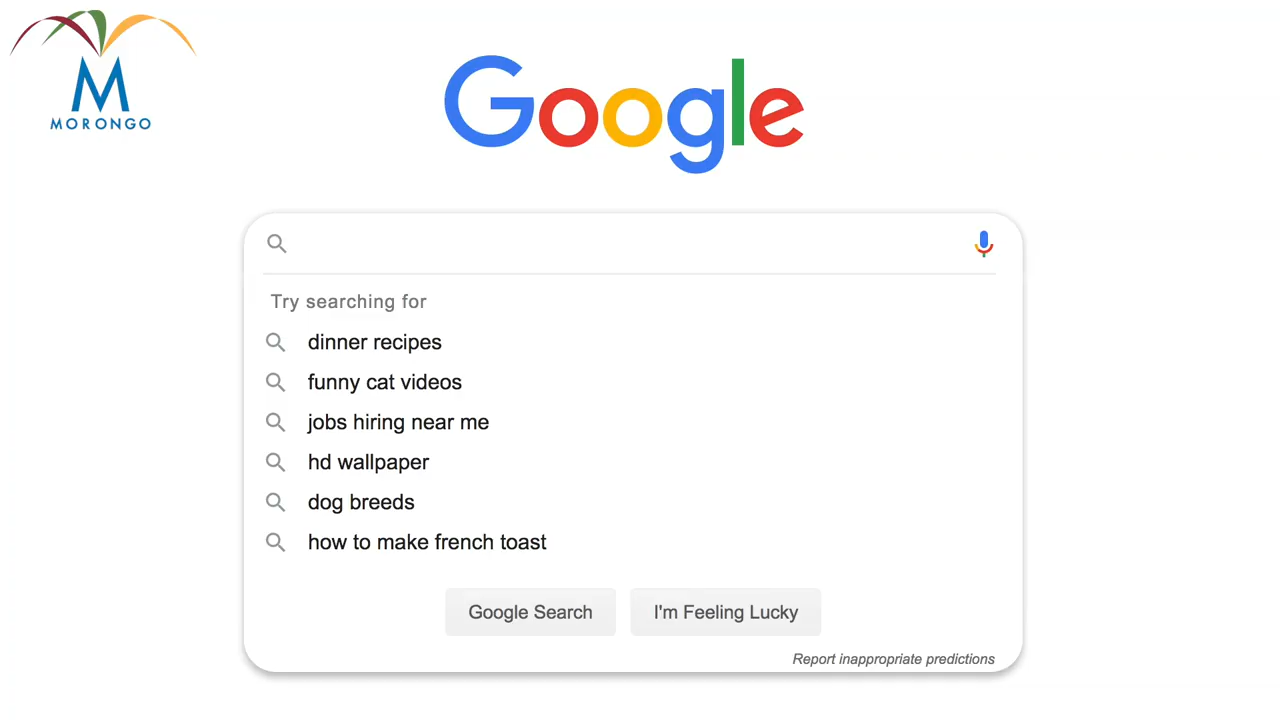 MORONGO
Google
Try searching for
dinner recipes
funny cat videos
jobs hiring near me
hd wallpaper
dog breeds
how to make french toast
Google Search
I'm Feeling Lucky
Report inappropriate predictions